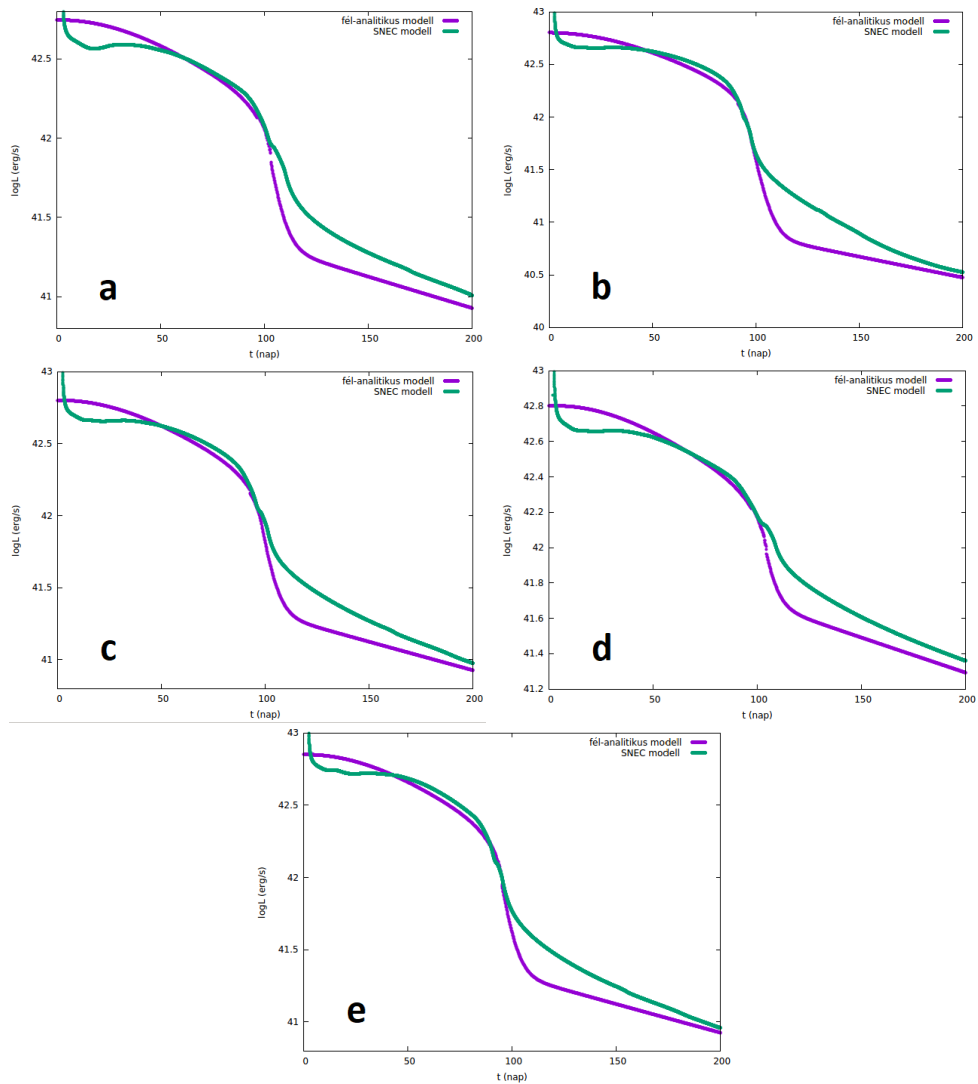 fél-analitikus modell
SNEC modell
42.5
42
41.5
41
logL (erg/s)
0
50
100
150
200
t (nap)
a
fél-analitikus modell
SNEC modell
43
42.5
42
41.5
41
40.5
40
logL (erg/s)
0
50
100
150
200
t (nap)
b
fél-analitikus modell
SNEC modell
43
42.5
42
41.5
41
logL (erg/s)
0
50
100
150
200
t (nap)
c
fél-analitikus modell
SNEC modell
43
42.8
42.6
42.4
42.2
42
41.8
41.6
41.4
41.2
logL (erg/s)
0
50
100
150
200
t (nap)
d
fél-analitikus modell
SNEC modell
43
42.5
42
41.5
41
logL (erg/s)
0
50
100
150
200
t (nap)
e